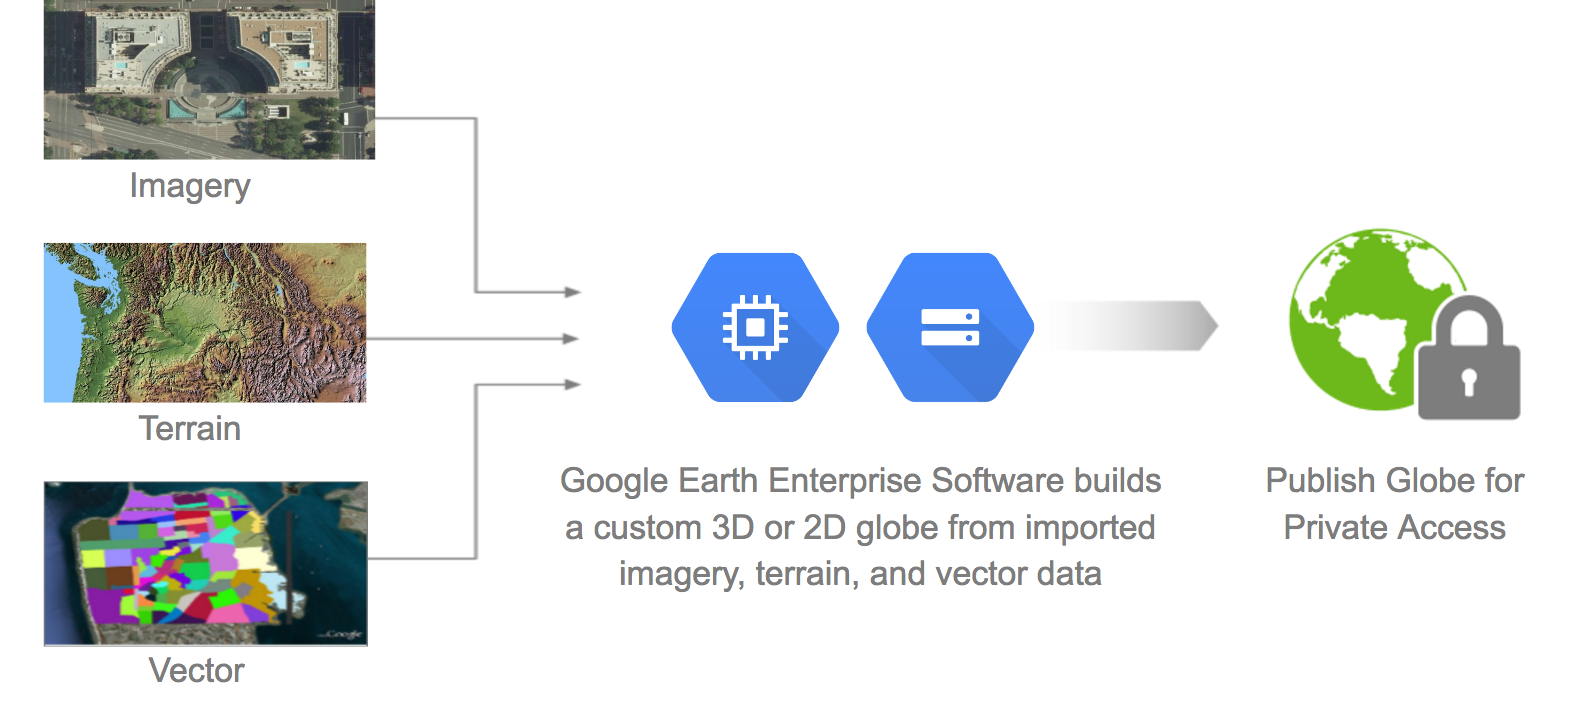 Imagery
Terrain
Google
Vector
Google Earth Enterprise Software builds
a custom 3D or 2D globe from imported
imagery, terrain, and vector data
Publish Globe for
Private Access